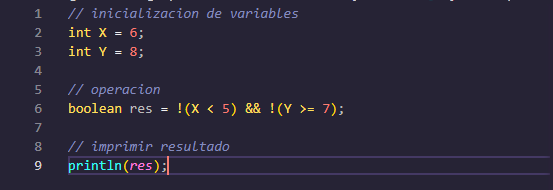 1 // inicializacion de variables
2 int X = 6;
3 int Y = 8;
4
5 // operacion
6 boolean res = !(X < 5) && !(Y >= 7);
7
8 // imprimir resultado
9 println(res);